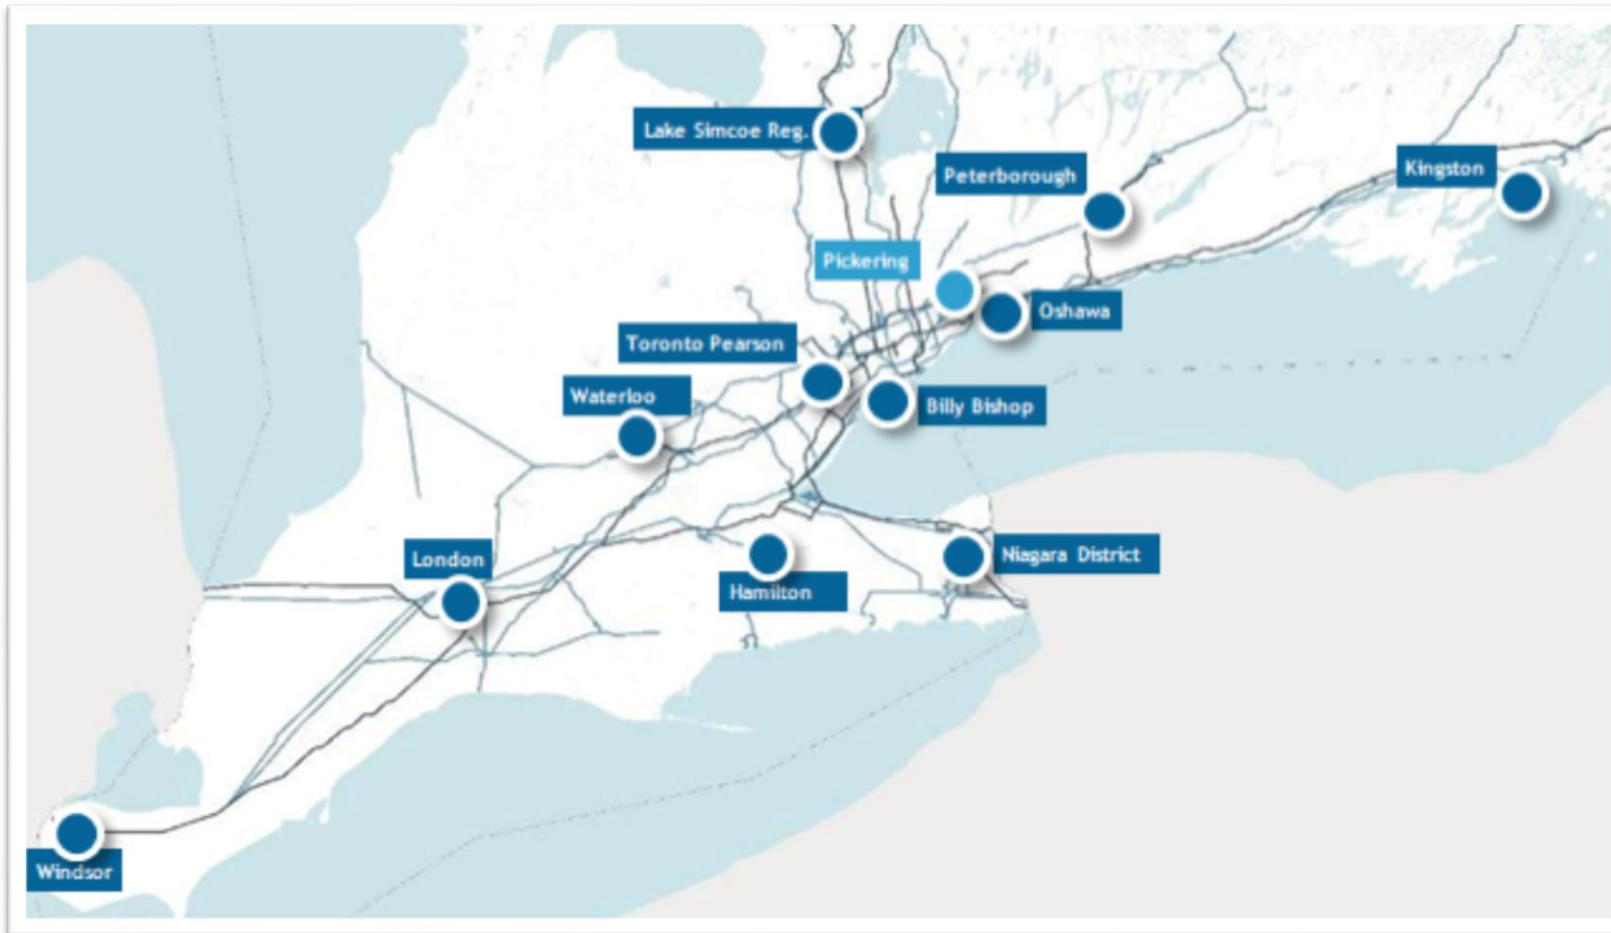 Lake Simcoe Reg.
Peterborough
Kingston
Pickering
Oshawa
Toronto Pearson
Waterloo
Billy Bishop
London
Niagara District
Hamilton
Windsor